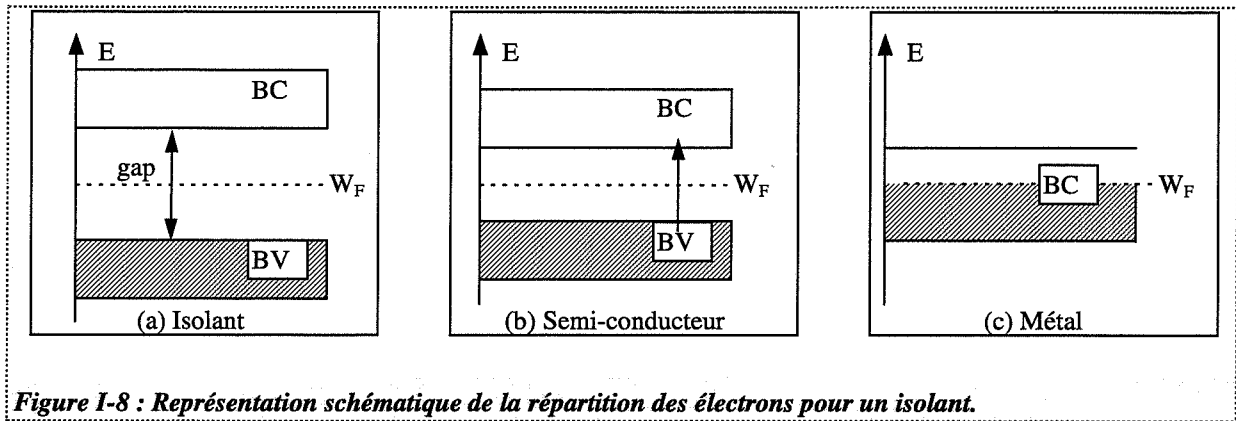 E
BC
gap
W_F
BV
(a) Isolant
E
BC
W_F
BV
(b) Semi-conducteur
E
BC
W_F
(c) Métal
Figure I-8 : Représentation schématique de la répartition des électrons pour un isolant.